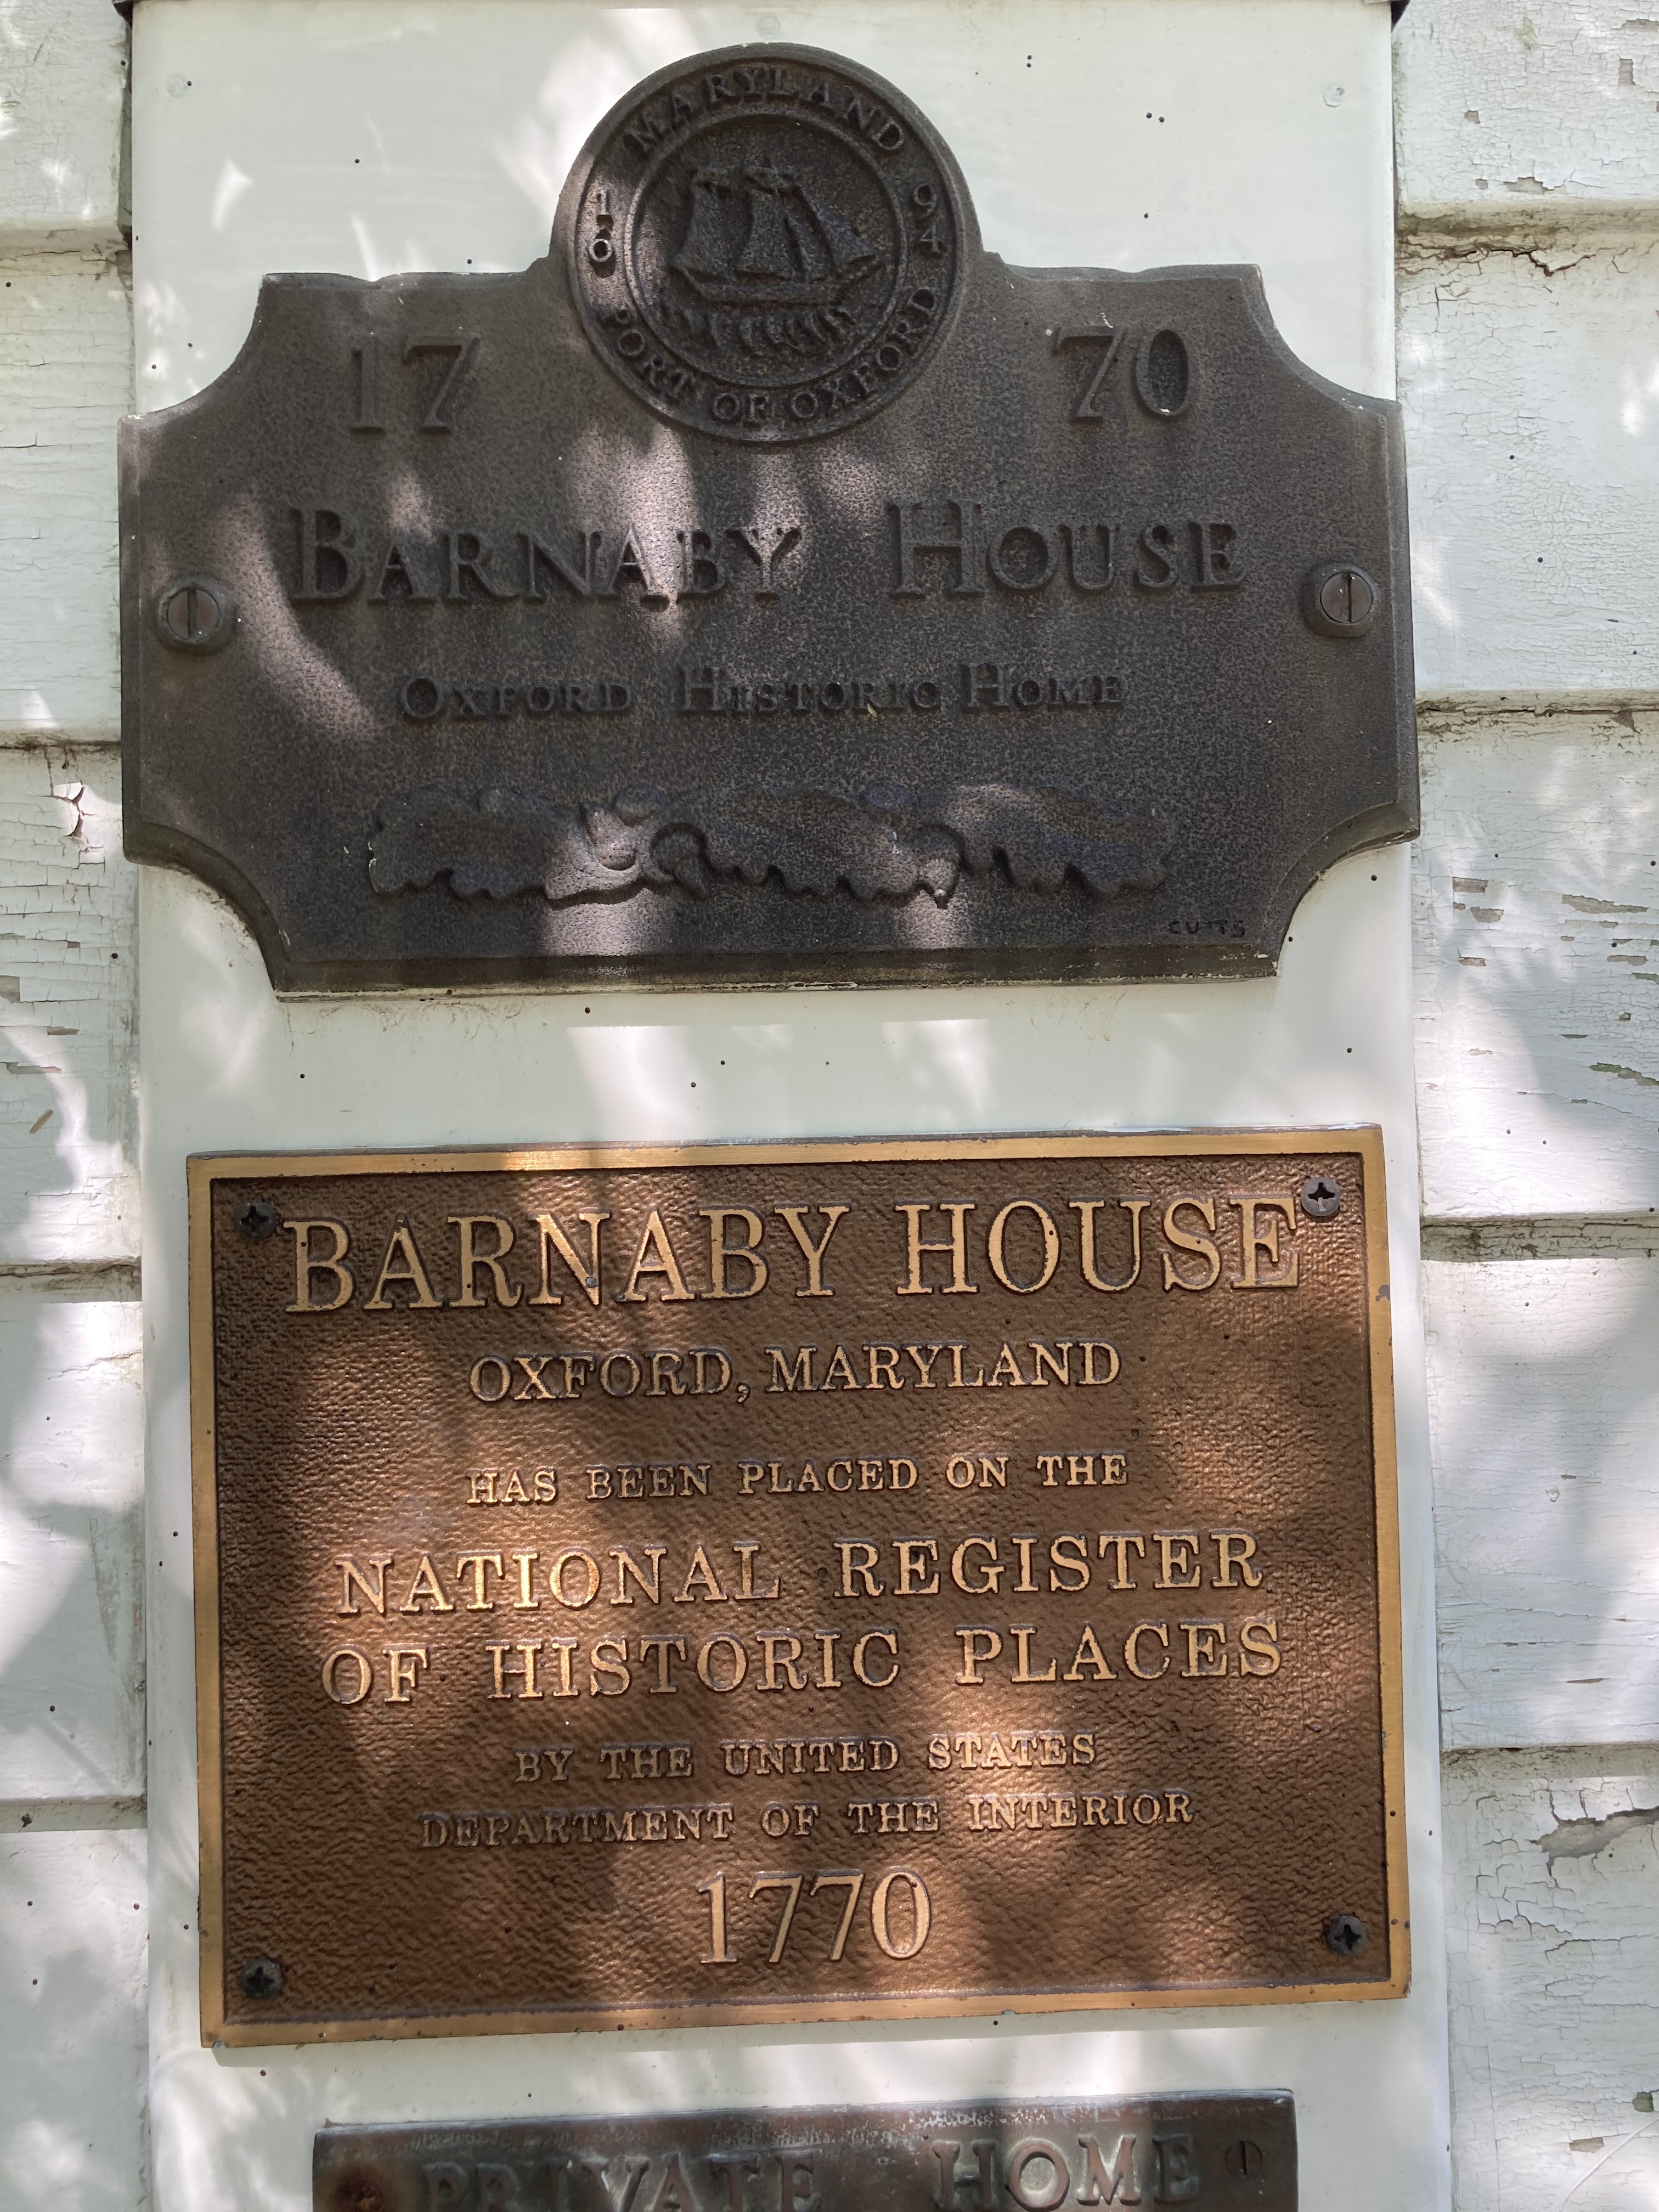 MARYLAND
16 94
PORT OF OXFORD
17 70
BARNABY HOUSE
OXFORD HISTORIC HOME
CUTTS
BARNABY HOUSE
OXFORD, MARYLAND
HAS BEEN PLACED ON THE
NATIONAL REGISTER
OF HISTORIC PLACES
BY THE UNITED STATES
DEPARTMENT OF THE INTERIOR
1770
PRIVATE HOME